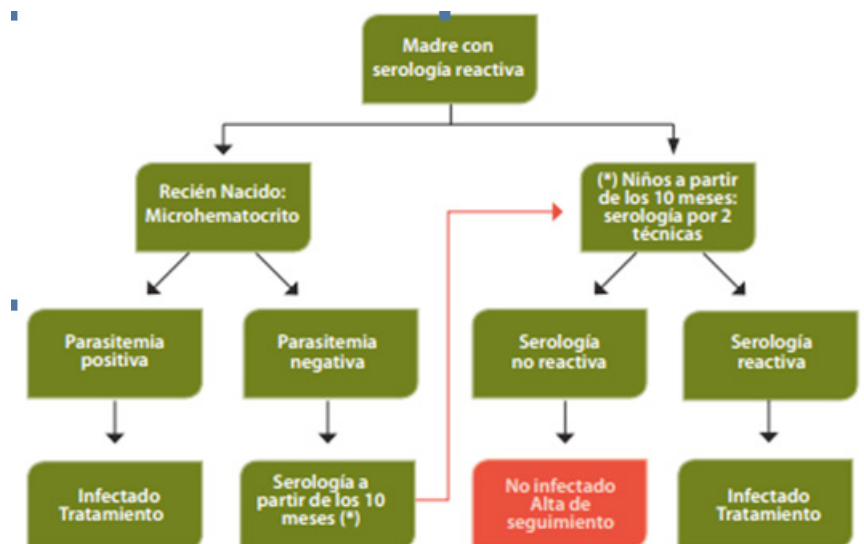 Madre con
serología reactiva
Recién Nacido:
Microhematocrito
(*) Niños a partir
de los 10 meses:
serología por 2
técnicas
Parasitemia
positiva
Parasitemia
negativa
Serología
no reactiva
Serología
reactiva
Infectado
Tratamiento
Serología a
partir de los 10
meses (*)
No infectado
Alta de
seguimiento
Infectado
Tratamiento